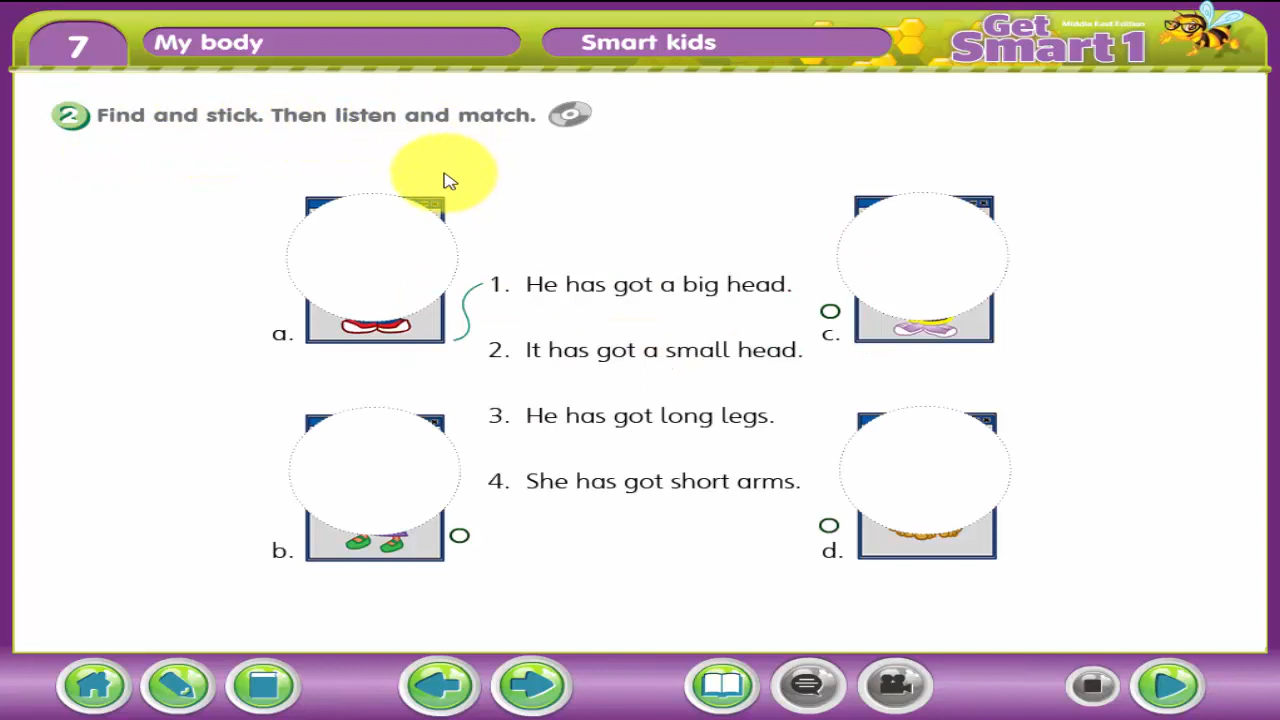 7
My body
Smart kids
Get
Smart 1
Middle East Edition
2 Find and stick. Then listen and match.
1. He has got a big head.
a.
c.
2. It has got a small head.
3. He has got long legs.
4. She has got short arms.
b.
d.